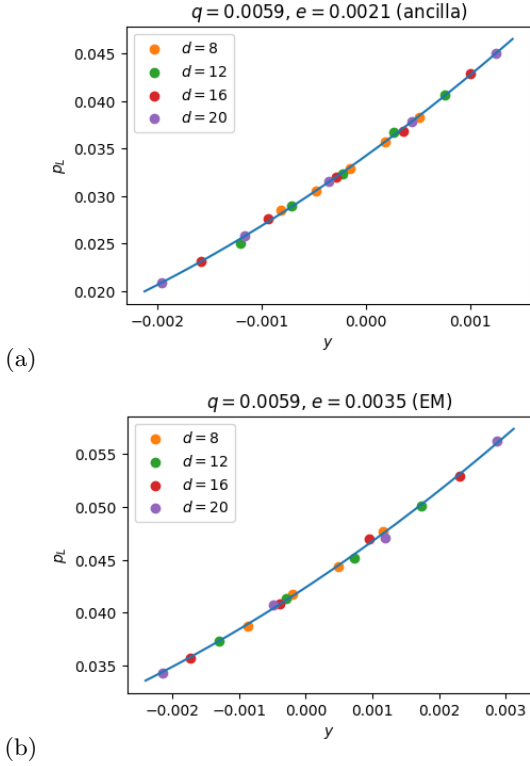 q = 0.0059, e = 0.0021 (ancilla)
0.045
0.040
0.035
0.030
0.025
0.020
p_L
d = 8
d = 12
d = 16
d = 20
−0.002 −0.001 0.000 0.001
y
(a)
q = 0.0059, e = 0.0035 (EM)
0.055
0.050
0.045
0.040
0.035
p_L
d = 8
d = 12
d = 16
d = 20
−0.002 −0.001 0.000 0.001 0.002 0.003
y
(b)